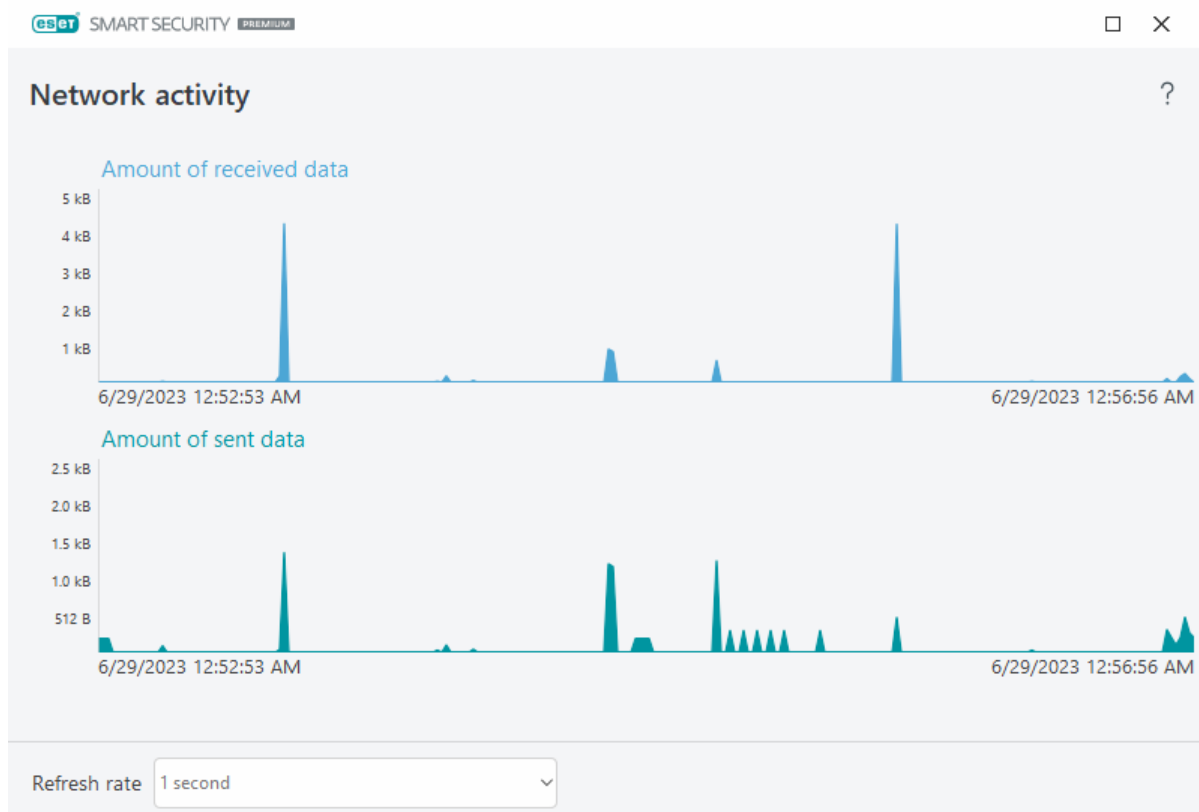 eset SMART SECURITY PREMIUM
Network activity ?
Amount of received data
5 kB
4 kB
3 kB
2 kB
1 kB
6/29/2023 12:52:53 AM 6/29/2023 12:56:56 AM
Amount of sent data
2.5 kB
2.0 kB
1.5 kB
1.0 kB
512 B
6/29/2023 12:52:53 AM 6/29/2023 12:56:56 AM
Refresh rate 1 second